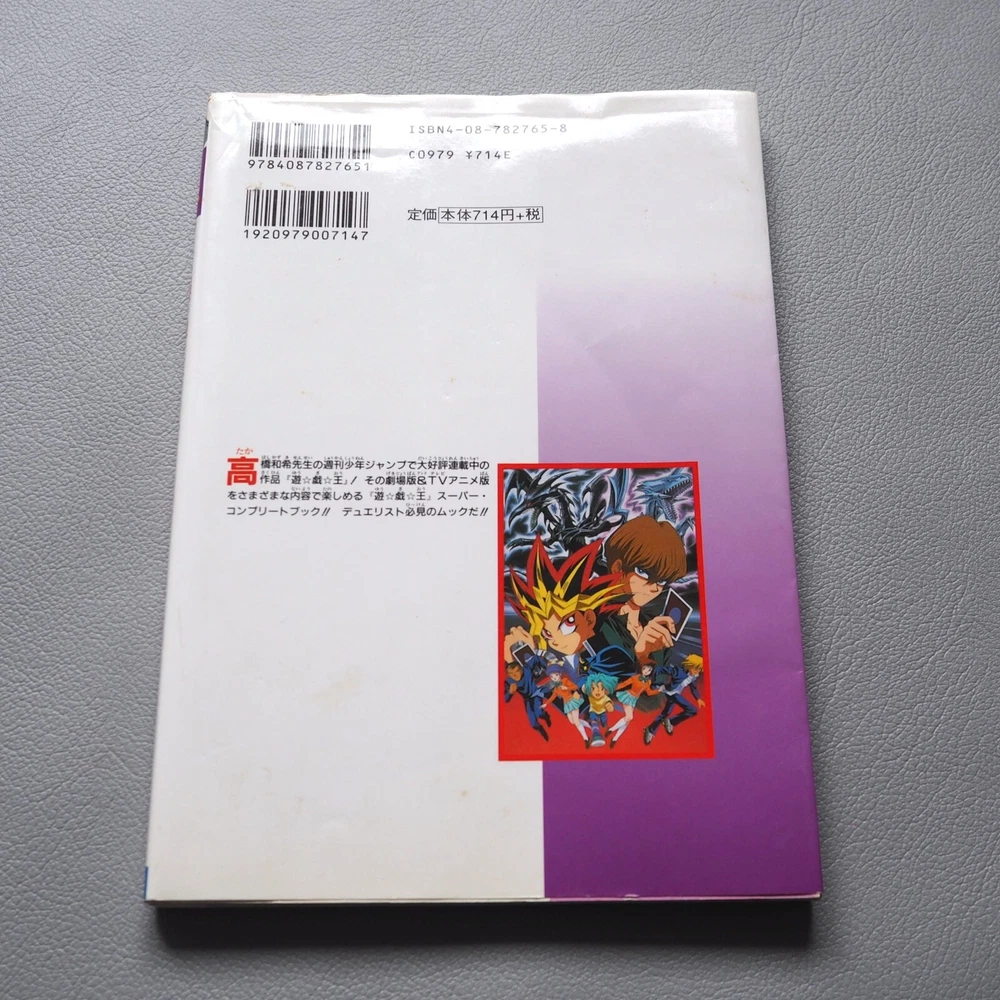 ISBN4-08-782765-8
9784087827651
C0979 ¥714E
1920979007147
定価 本体714円+税
高橋和希先生の週刊少年ジャンプで大好評連載中の
作品『遊☆戯☆王』! その劇場版&TVアニメ版
をさまざまな内容で楽しめる『遊☆戯☆王』スーパー・
コンプリートブック!! デュエリスト必見のムックだ!!